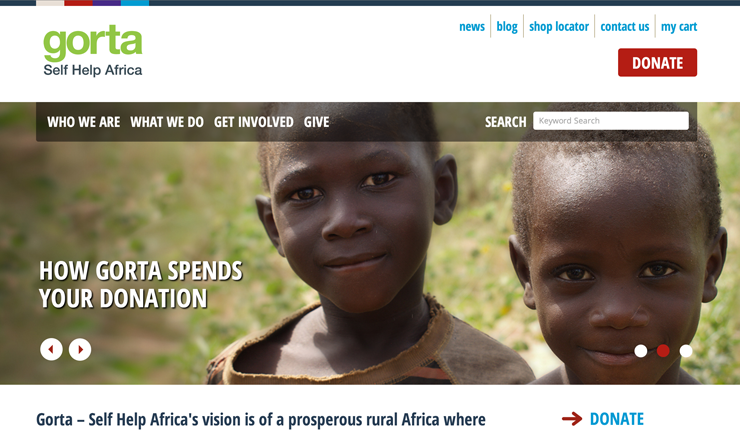 gorta
Self Help Africa
news blog shop locator contact us my cart
DONATE
WHO WE ARE WHAT WE DO GET INVOLVED GIVE SEARCH Keyword Search
HOW GORTA SPENDS
YOUR DONATION
Gorta – Self Help Africa's vision is of a prosperous rural Africa where
DONATE